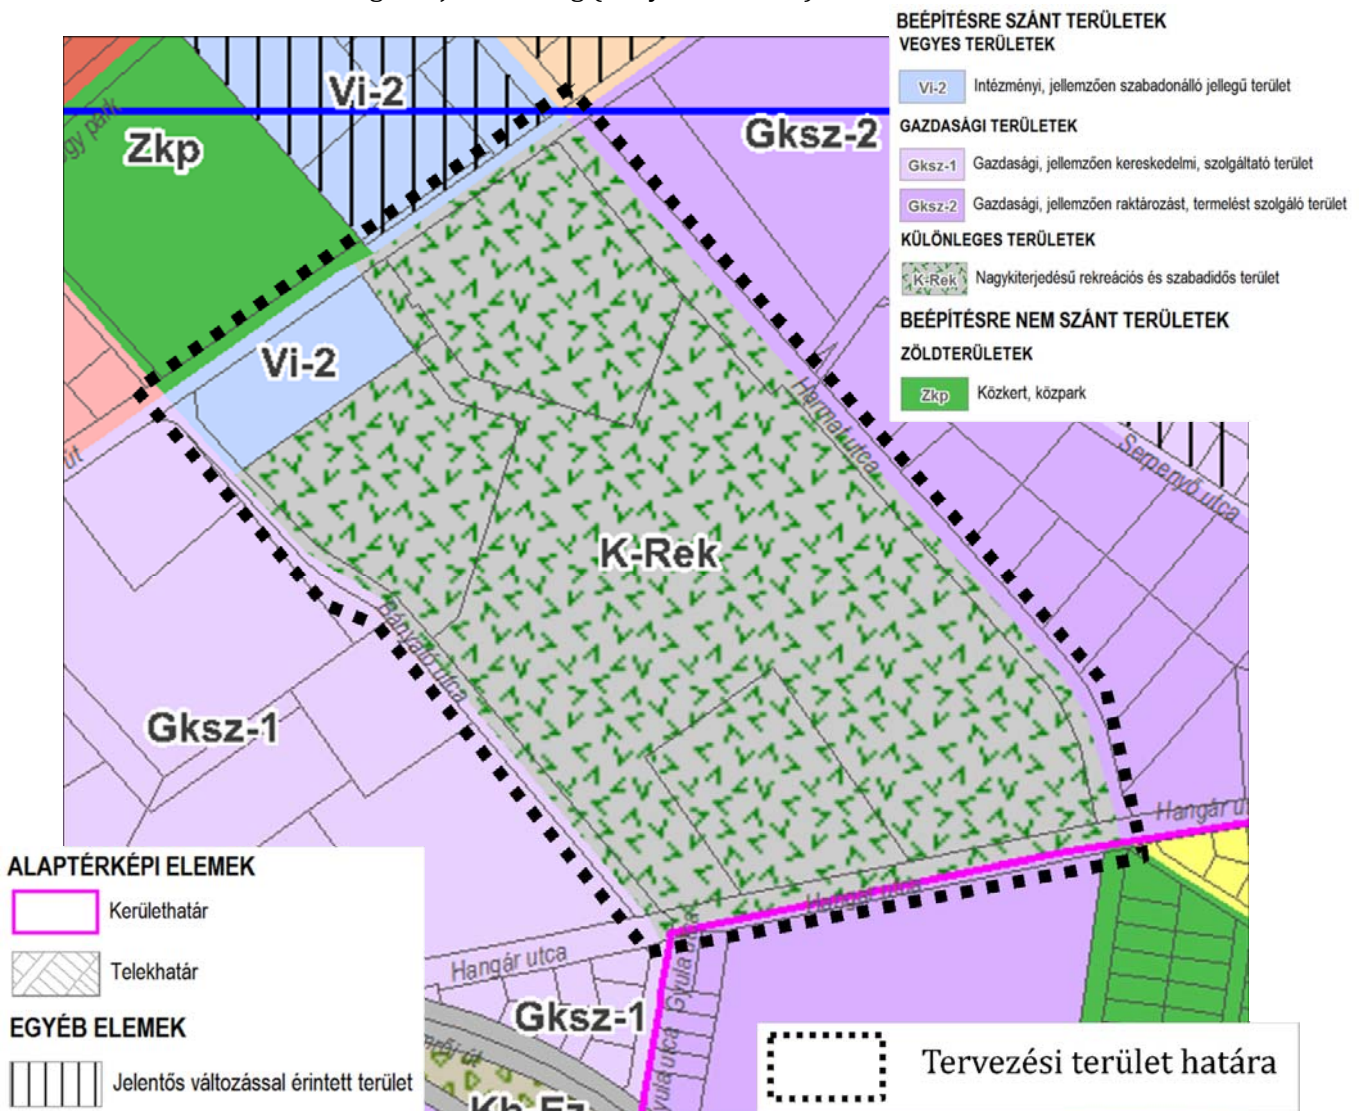 BEÉPÍTÉSRE SZÁNT TERÜLETEK
VEGYES TERÜLETEK
Vi-2 Intézményi, jellemzően szabadonálló jellegű terület
GAZDASÁGI TERÜLETEK
Gksz-1 Gazdasági, jellemzően kereskedelmi, szolgáltató terület
Gksz-2 Gazdasági, jellemzően raktározást, termelést szolgáló terület
KÜLÖNLEGES TERÜLETEK
K-Rek Nagykiterjedésű rekreációs és szabadidős terület
BEÉPÍTÉSRE NEM SZÁNT TERÜLETEK
ZÖLDTERÜLETEK
Zkp Közkert, közpark
Vi-2
Gksz-2
Zkp
park
Vi-2
Harmat utca
Serpenyő utca
út
K-Rek
Bányató utca
Gksz-1
Hangár u
Hangár utca
Hangár utca
Gyula utca
Gksz-1
ALAPTÉRKÉPI ELEMEK
Kerülethatár
Telekhatár
EGYÉB ELEMEK
Jelentős változással érintett terület
Tervezési terület határa